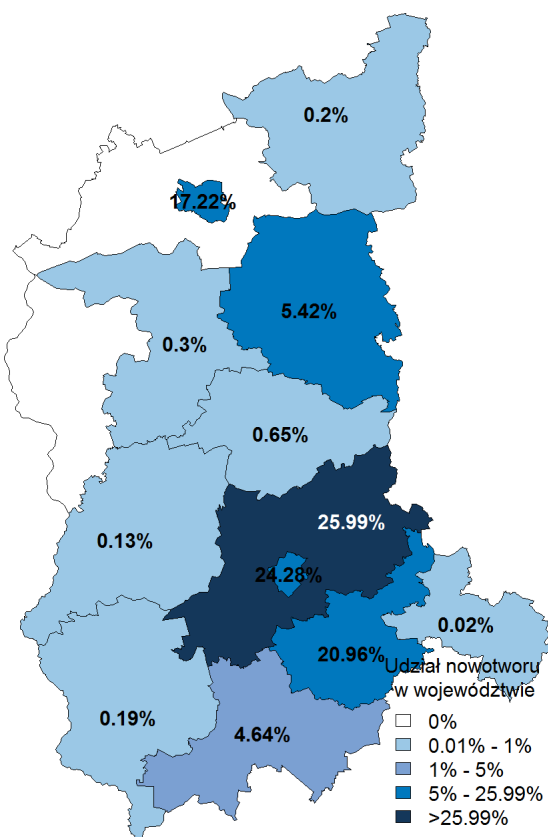 0.2%
17.22%
5.42%
0.3%
0.65%
25.99%
0.13%
24.28%
0.02%
20.96%
0.19%
4.64%
Udział nowotworu
w województwie
0%
0.01% - 1%
1% - 5%
5% - 25.99%
>25.99%